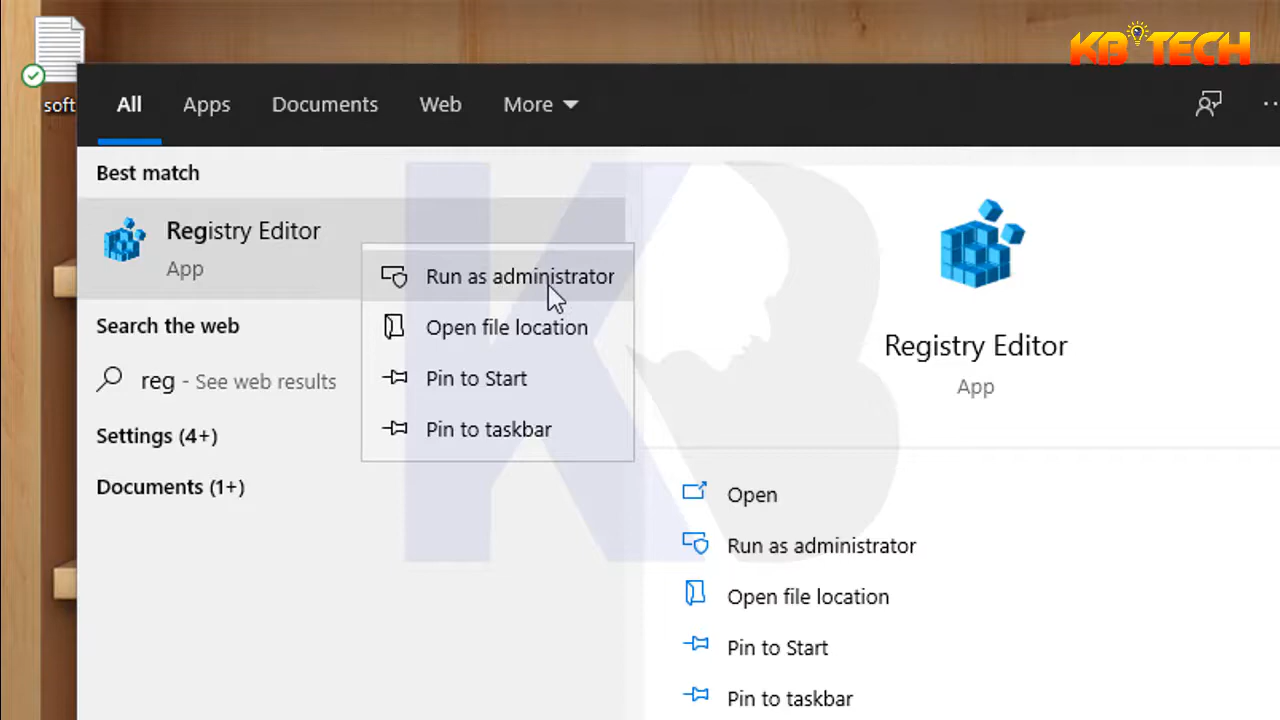 KB TECH
soft
All Apps Documents Web More
Best match
Registry Editor
App
Run as administrator
Open file location
Pin to Start
Pin to taskbar
Search the web
reg - See web results
Settings (4+)
Documents (1+)
Registry Editor
App
Open
Run as administrator
Open file location
Pin to Start
Pin to taskbar